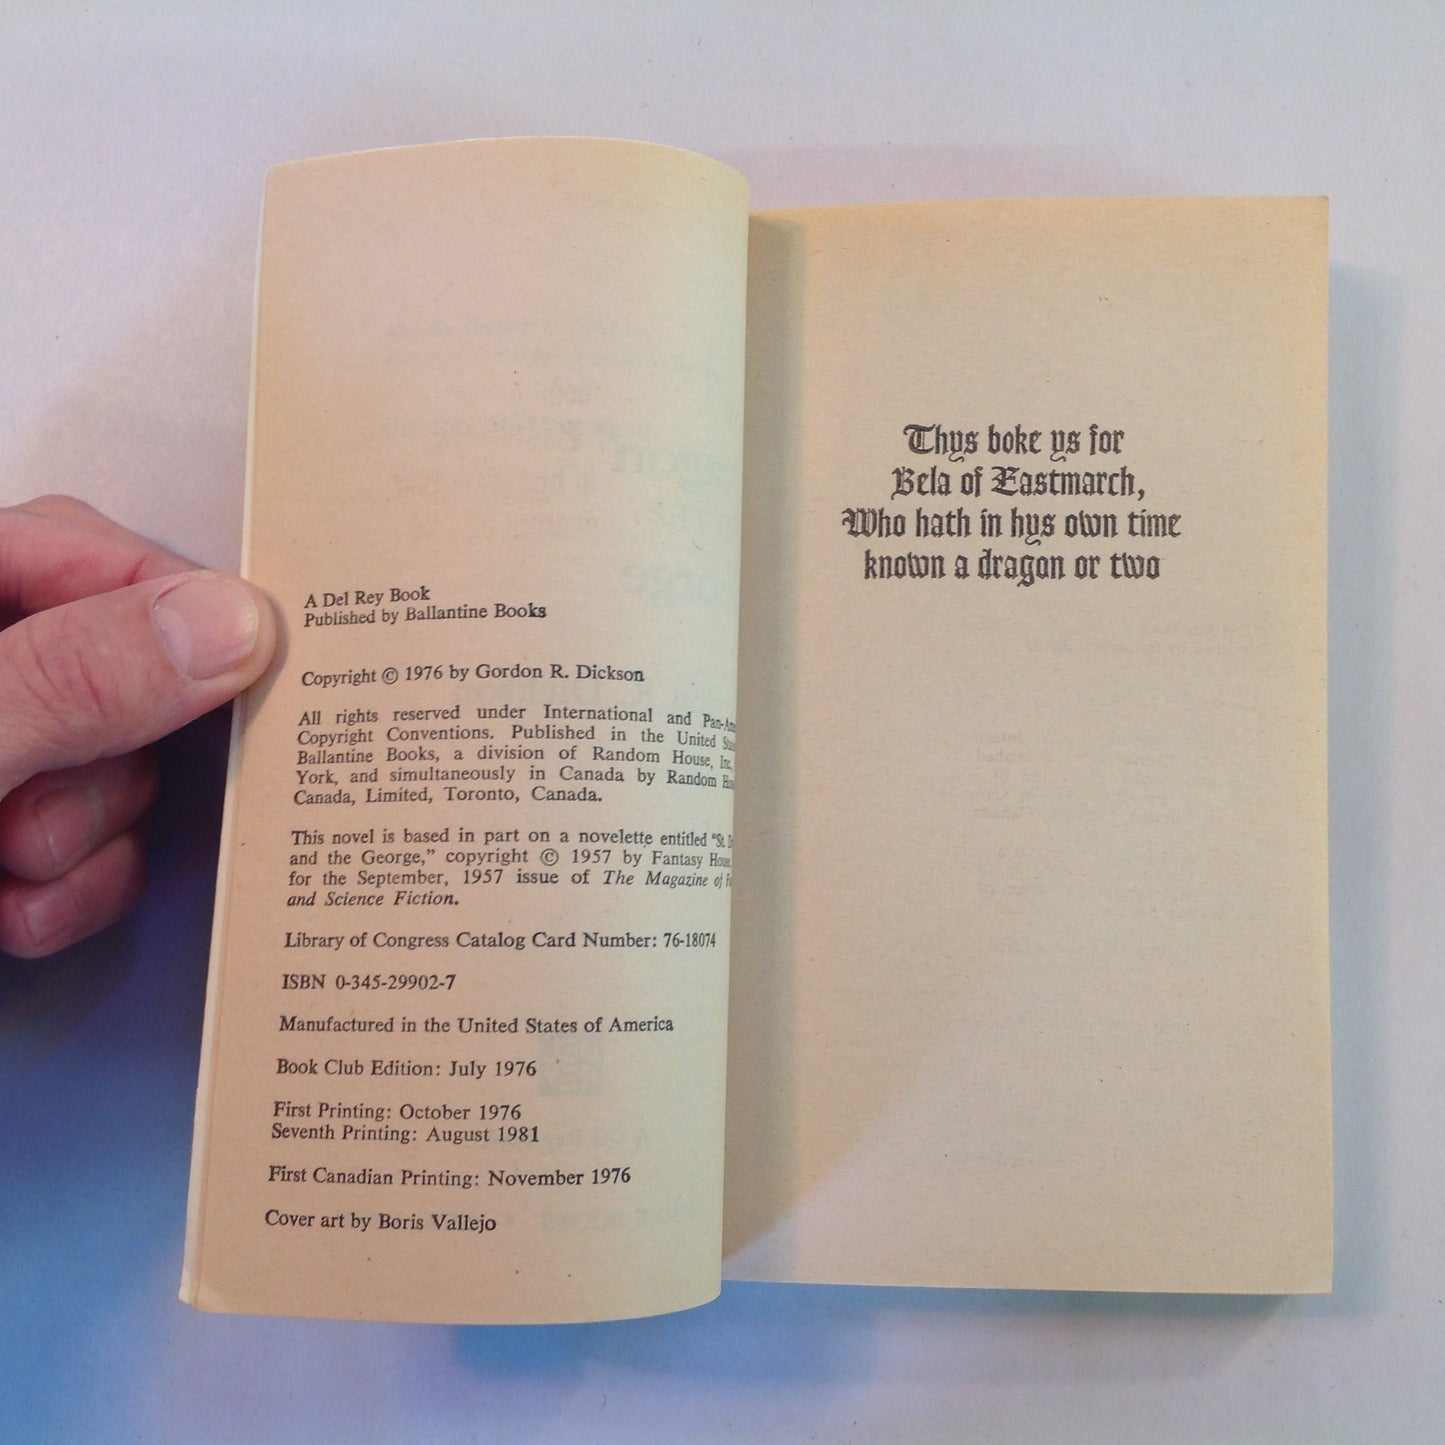 A Del Rey Book
Published by Ballantine Books
Copyright © 1976 by Gordon R. Dickson
All rights reserved under International and Pan-Am
Copyright Conventions. Published in the United
Ballantine Books, a division of Random House, Inc.
York, and simultaneously in Canada by Random
Canada, Limited, Toronto, Canada.
This novel is based in part on a novelette entitled "St.
and the George," copyright © 1957 by Fantasy House,
for the September, 1957 issue of The Magazine of
and Science Fiction.
Library of Congress Catalog Card Number: 76-18074
ISBN 0-345-29902-7
Manufactured in the United States of America
Book Club Edition: July 1976
First Printing: October 1976
Seventh Printing: August 1981
First Canadian Printing: November 1976
Cover art by Boris Vallejo
Thys boke ys for
Bela of Eastmarch,
Who hath in hys own time
known a dragon or two